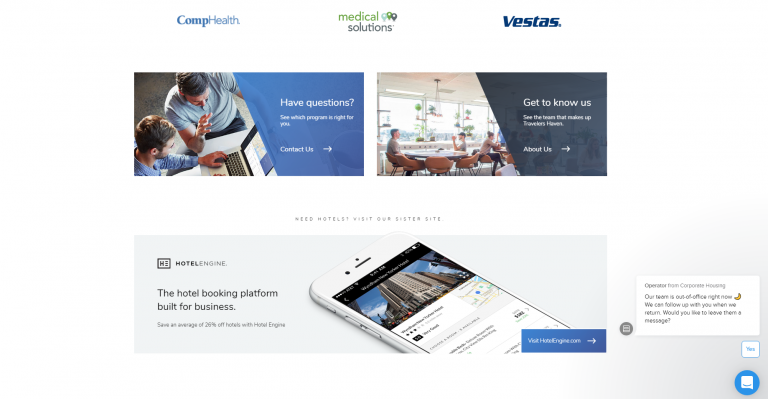 CompHealth.
medical
solutions
Vestas.
Have questions?
See which program is right for
you.
Contact Us
Get to know us
See the team that makes up
Travelers Haven.
About Us
NEED HOTELS? VISIT OUR SISTER SITE.
HE HOTELENGINE.
The hotel booking platform
built for business.
Save an average of 26% off hotels with Hotel Engine
Visit HotelEngine.com
Operator from Corporate Housing
Our team is out-of-office right now 🌙
We can follow up with you when we
return. Would you like to leave them a
message?
Yes